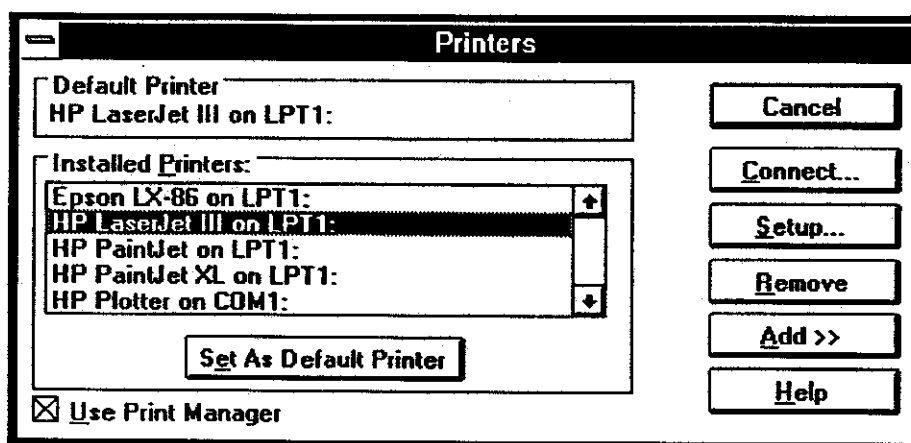 Printers
Default Printer
HP LaserJet III on LPT1:
Cancel
Installed Printers:
Connect...
Epson LX-86 on LPT1:
HP LaserJet III on LPT1:
Setup...
HP PaintJet on LPT1:
HP PaintJet XL on LPT1:
Remove
HP Plotter on COM1:
Add >>
Set As Default Printer
Help
Use Print Manager